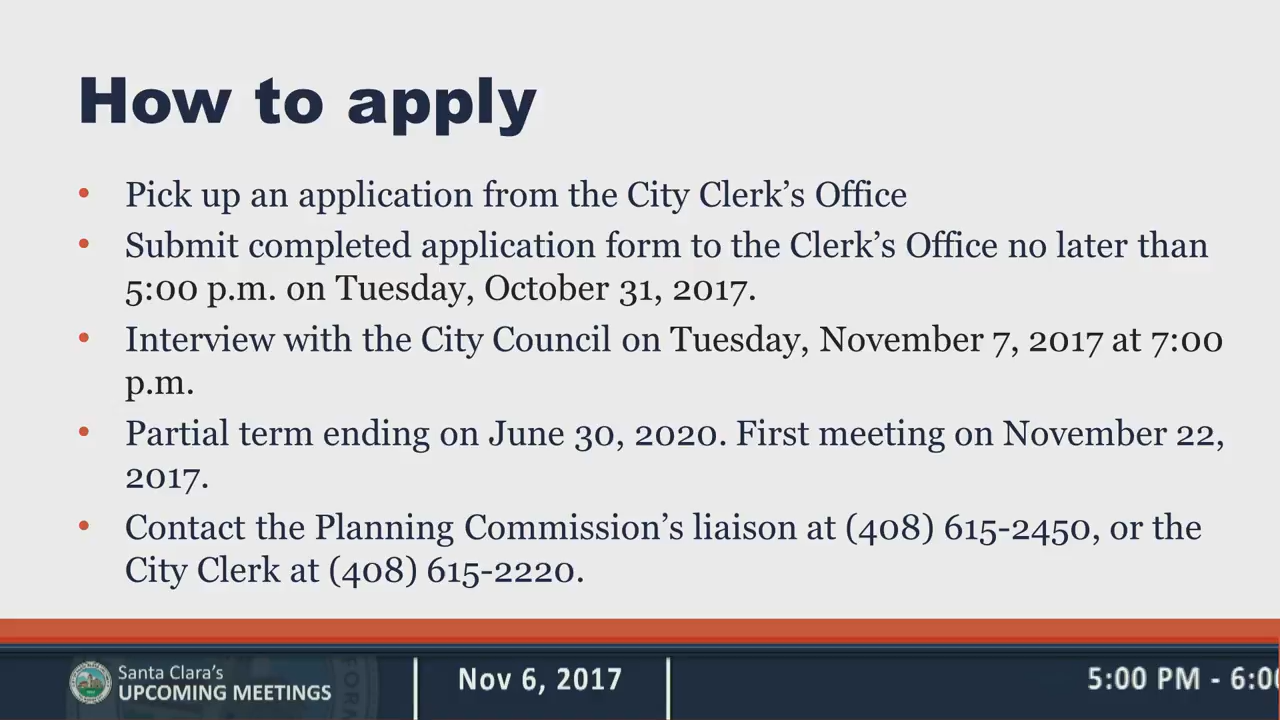 How to apply
• Pick up an application from the City Clerk’s Office
• Submit completed application form to the Clerk’s Office no later than
5:00 p.m. on Tuesday, October 31, 2017.
• Interview with the City Council on Tuesday, November 7, 2017 at 7:00
p.m.
• Partial term ending on June 30, 2020. First meeting on November 22,
2017.
• Contact the Planning Commission’s liaison at (408) 615-2450, or the
City Clerk at (408) 615-2220.
Santa Clara’s
UPCOMING MEETINGS
Nov 6, 2017
5:00 PM - 6:0